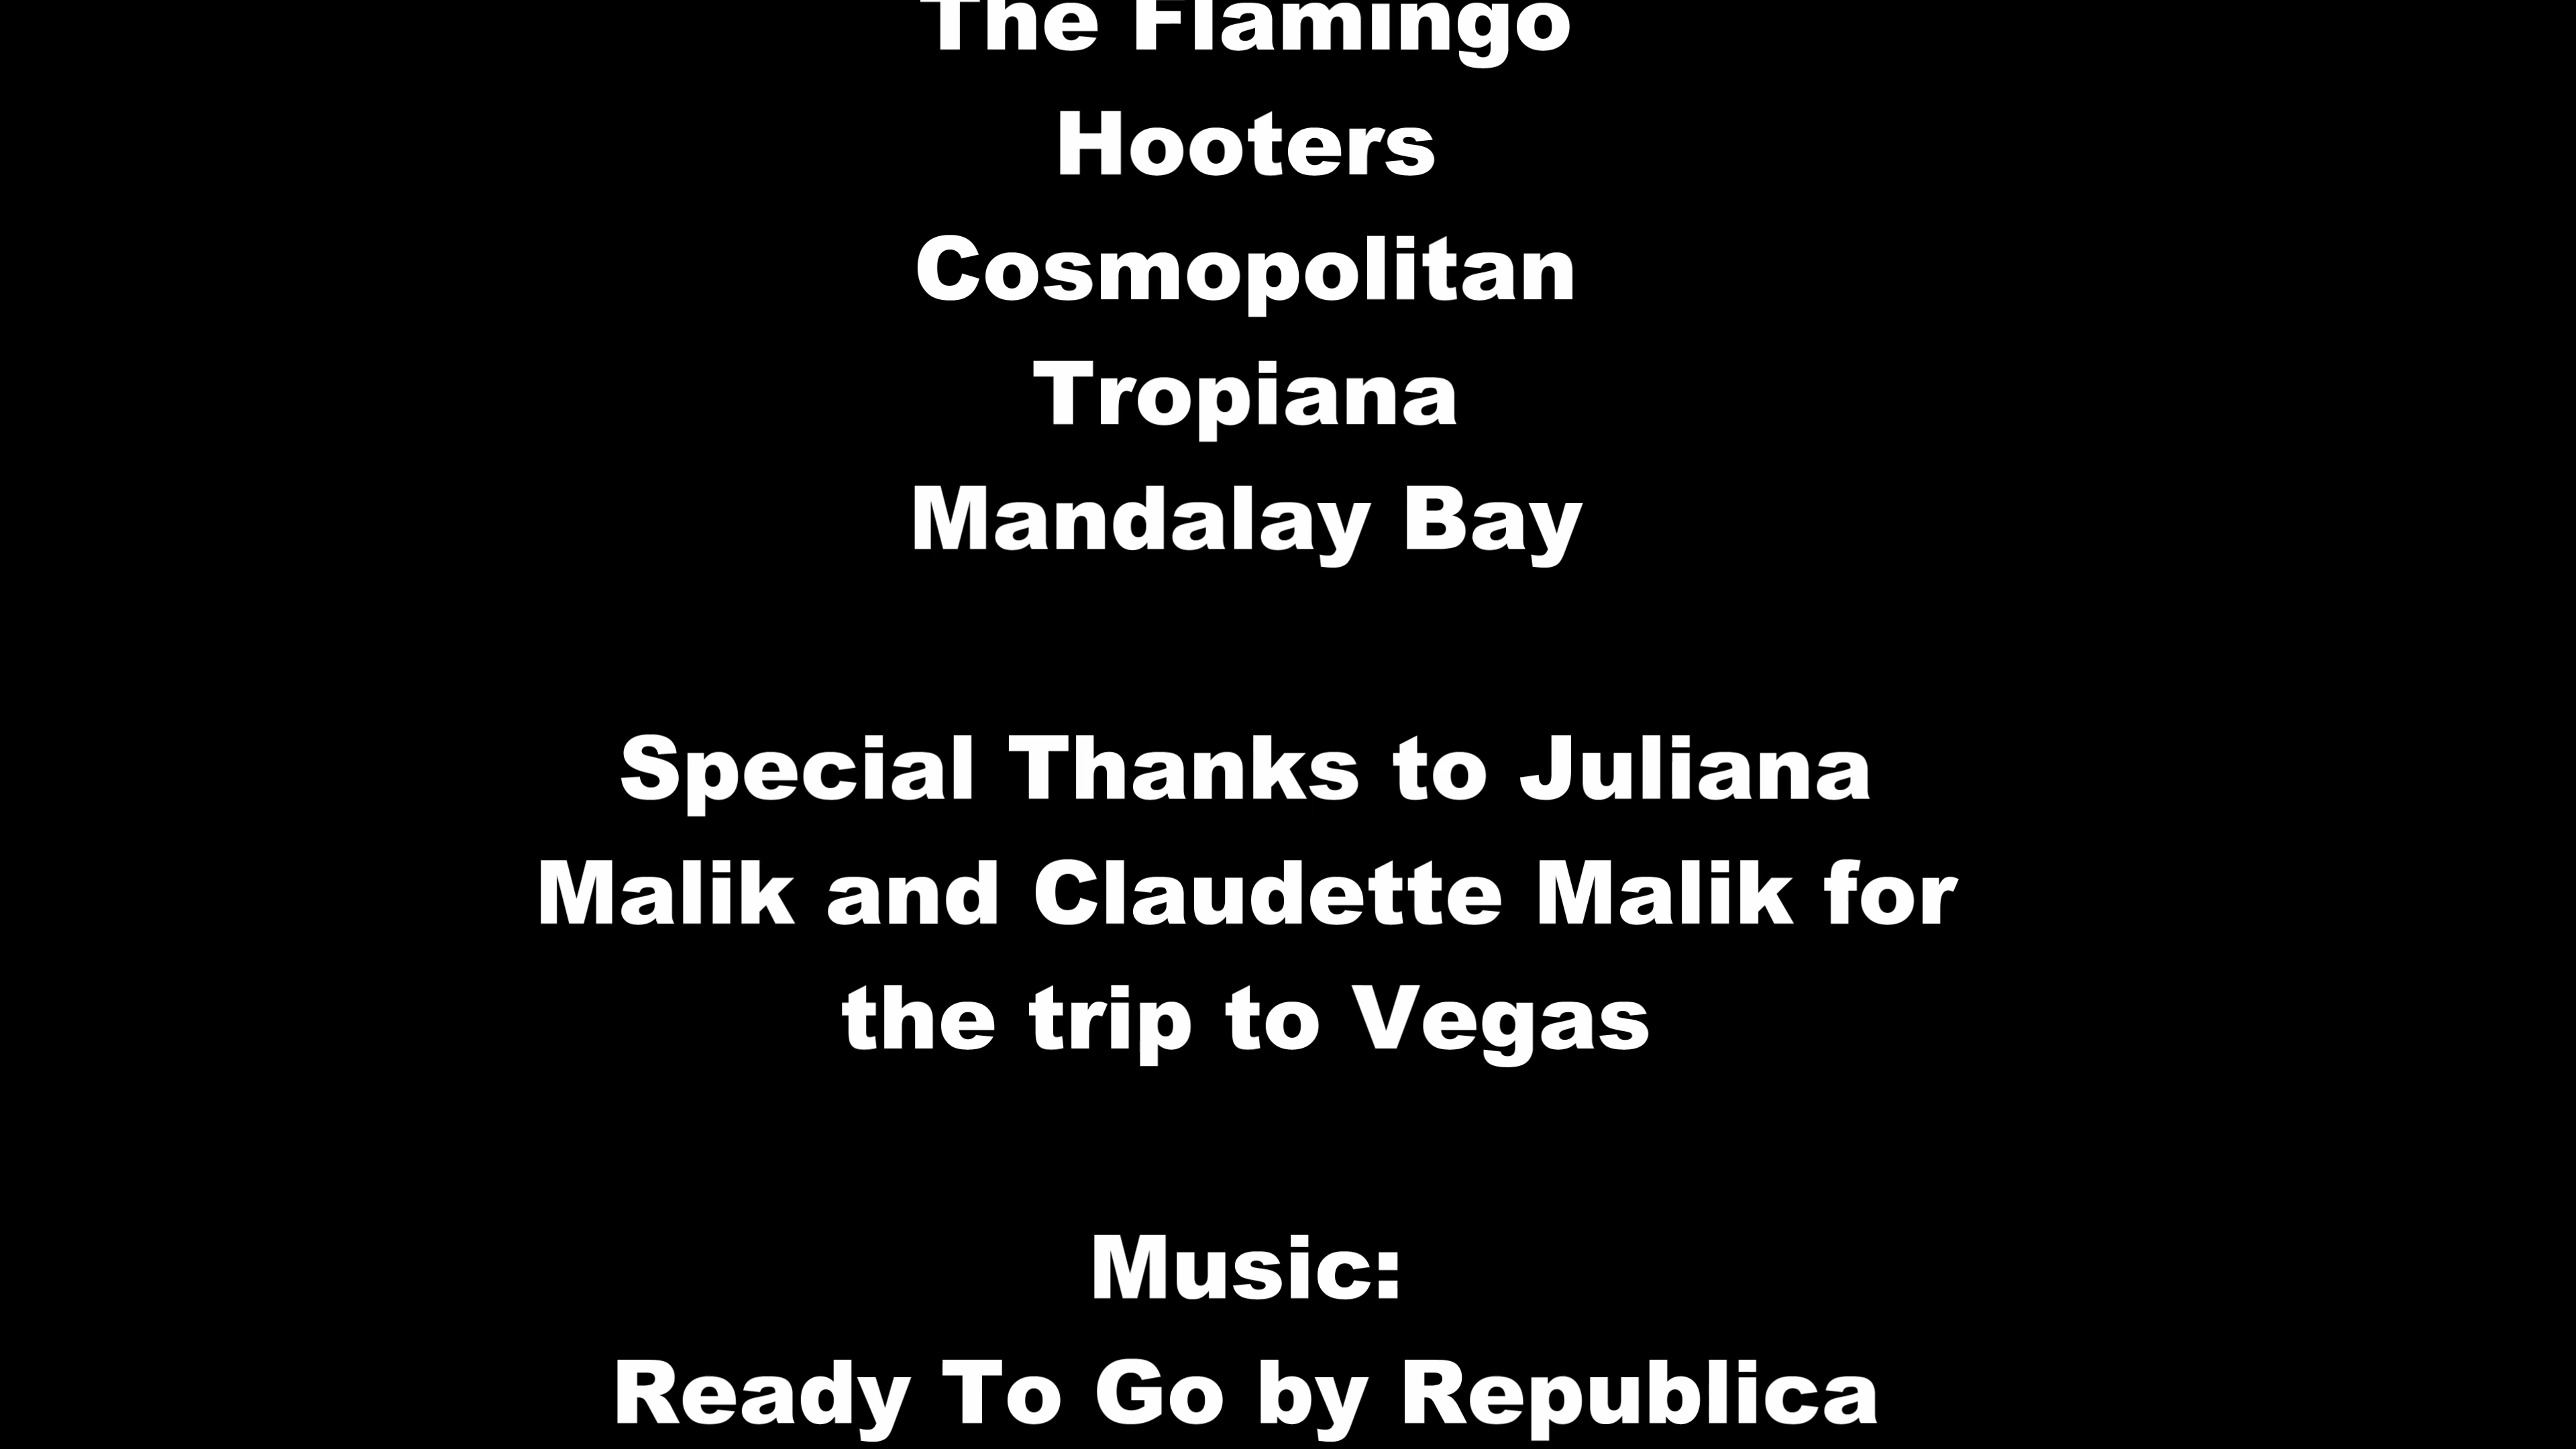 The Flamingo
Hooters
Cosmopolitan
Tropiana
Mandalay Bay
Special Thanks to Juliana
Malik and Claudette Malik for
the trip to Vegas
Music:
Ready To Go by Republica